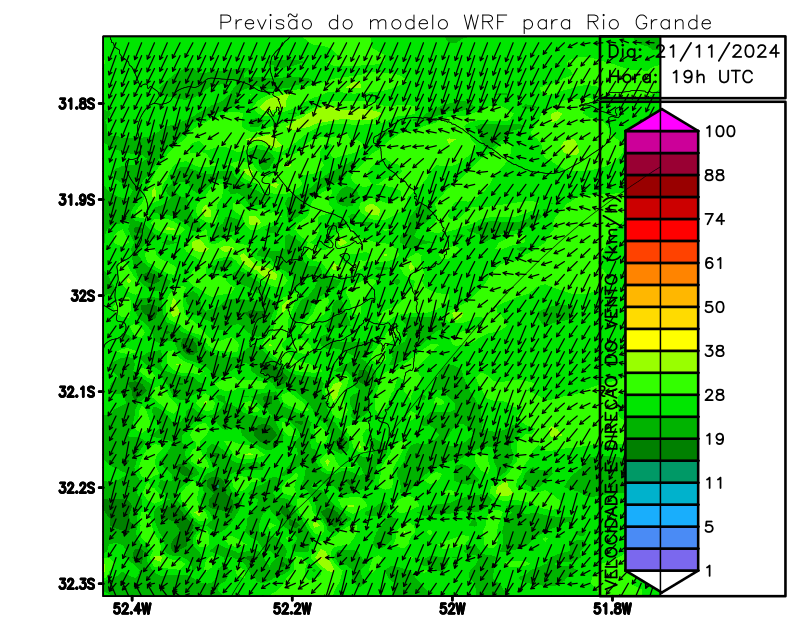 Previsão do modelo WRF para Rio Grande
Dia: 21/11/2024
Hora: 19h UTC
31.8S
31.9S
32S
32.1S
32.2S
32.3S
52.4W
52.2W
52W
51.8W
VELOCIDADE E DIREÇÃO DO VENTO (km/h)
100
88
74
61
50
38
28
19
11
5
1